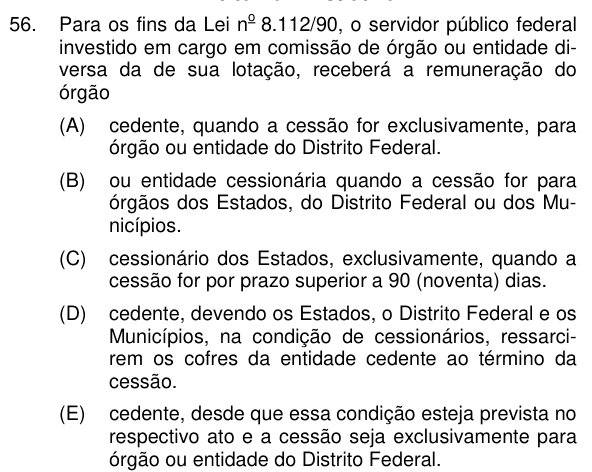 56. Para os fins da Lei nº 8.112/90, o servidor público federal
investido em cargo em comissão de órgão ou entidade di-
versa da de sua lotação, receberá a remuneração do
órgão
(A) cedente, quando a cessão for exclusivamente, para
órgão ou entidade do Distrito Federal.
(B) ou entidade cessionária quando a cessão for para
órgãos dos Estados, do Distrito Federal ou dos Mu-
nicípios.
(C) cessionário dos Estados, exclusivamente, quando a
cessão for por prazo superior a 90 (noventa) dias.
(D) cedente, devendo os Estados, o Distrito Federal e os
Municípios, na condição de cessionários, ressarci-
rem os cofres da entidade cedente ao término da
cessão.
(E) cedente, desde que essa condição esteja prevista no
respectivo ato e a cessão seja exclusivamente para
órgão ou entidade do Distrito Federal.